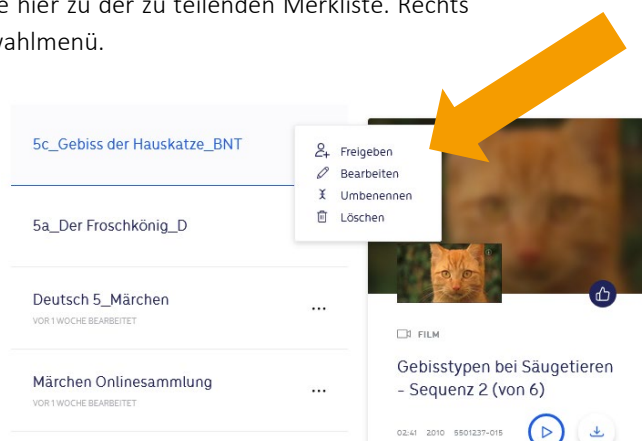 e hier zu der zu teilenden Merkliste. Rechts
wahlmenü.
5c_Gebiss der Hauskatze_BNT
Freigeben
Bearbeiten
Umbenennen
Löschen
5a_Der Froschkönig_D
Deutsch 5_Märchen
VOR 1 WOCHE BEARBEITET
Märchen Onlinesammlung
VOR 1 WOCHE BEARBEITET
FILM
Gebisstypen bei Säugetieren
- Sequenz 2 (von 6)
02:41 2010 5501237-015